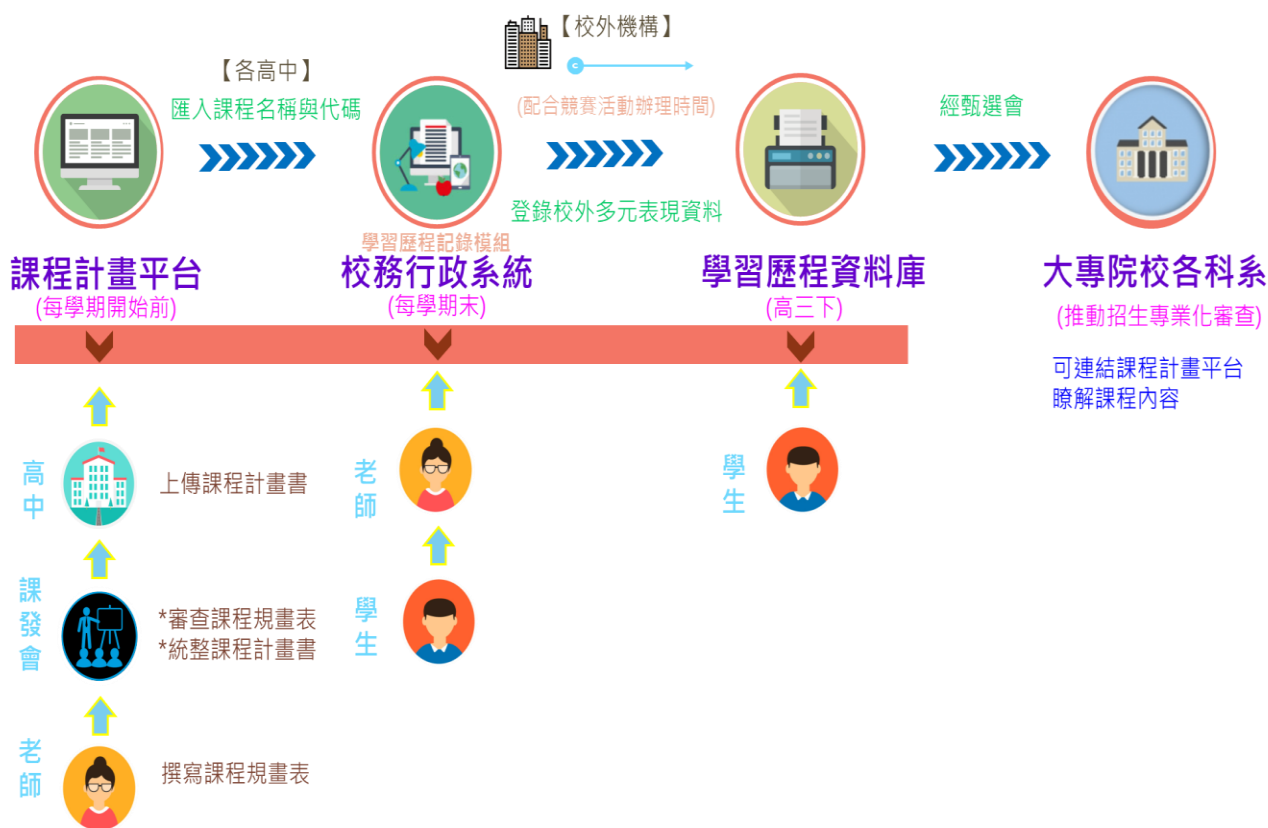 【校外機構】
【各高中】
匯入課程名稱與代碼
c
(配合競賽活動辦理時間)
經甄選會
登錄校外多元表現資料
學習歷程記錄模組
課程計畫平台
(每學期開始前)
校務行政系統
(每學期末)
學習歷程資料庫
(高三下)
大專院校各科系
(推動招生專業化審查)
可連結課程計畫平台
瞭解課程內容
高中
上傳課程計畫書
老師
學生
課發會
*審查課程規畫表
*統整課程計畫書
學生
老師
撰寫課程規畫表